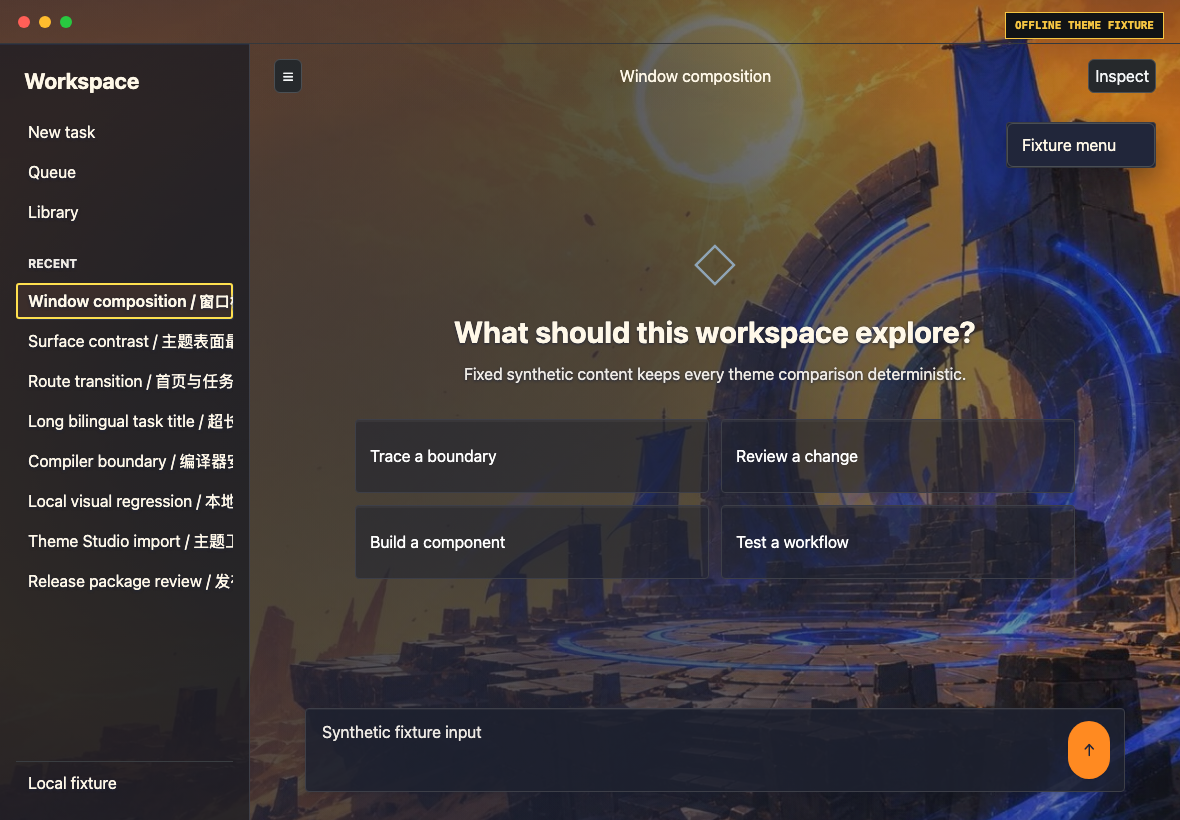 OFFLINE THEME FIXTURE
Workspace
Window composition
Inspect
Fixture menu
New task
Queue
Library
RECENT
Window composition / 窗口
Surface contrast / 主题表面
Route transition / 首页与任务
Long bilingual task title / 超长
Compiler boundary / 编译器
Local visual regression / 本地
Theme Studio import / 主题
Release package review / 发
Local fixture
What should this workspace explore?
Fixed synthetic content keeps every theme comparison deterministic.
Trace a boundary
Review a change
Build a component
Test a workflow
Synthetic fixture input